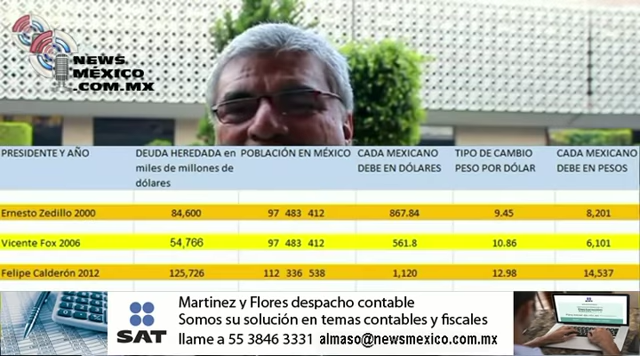 NEWS
MÉXICO
.COM.MX
PRESIDENTE Y AÑO DEUDA HEREDADA en miles de millones de dólares POBLACIÓN EN MÉXICO CADA MEXICANO DEBE EN DÓLARES TIPO DE CAMBIO PESO POR DÓLAR CADA MEXICANO DEBE EN PESOS
Ernesto Zedillo 2000 84,600 97 483 412 867.84 9.45 8,201
Vicente Fox 2006 54,766 97 483 412 561.8 10.86 6,101
Felipe Calderón 2012 125,726 112 336 538 1,120 12.98 14,537
SAT
Martinez y Flores despacho contable
Somos su solución en temas contables y fiscales
llame a 55 3846 3331 almaso@newsmexico.com.mx